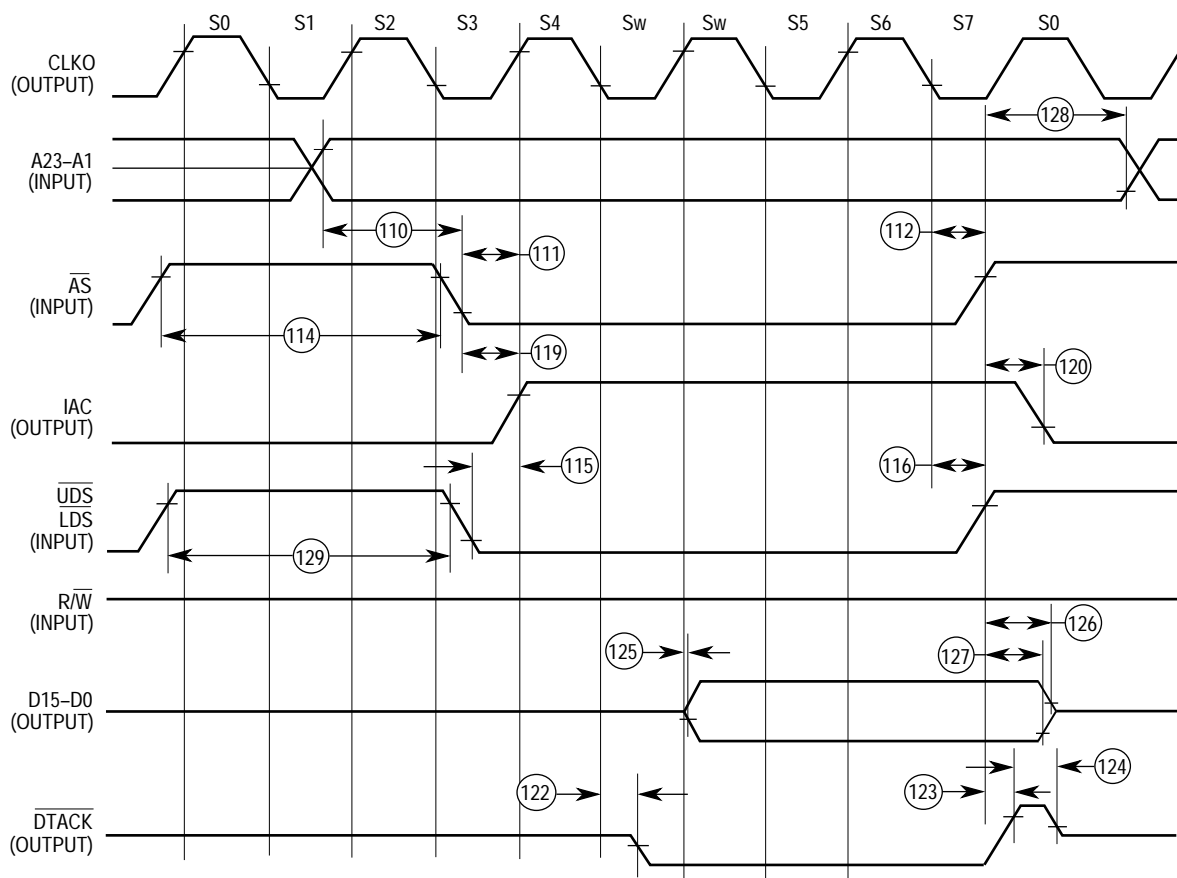 S0 S1 S2 S3 S4 Sw Sw S5 S6 S7 S0
CLKO
(OUTPUT)
128
A23–A1
(INPUT)
110
112
111
AS
(INPUT)
114
119
120
IAC
(OUTPUT)
115
116
UDS
LDS
(INPUT)
129
R/W
(INPUT)
126
125
127
D15–D0
(OUTPUT)
124
122
123
DTACK
(OUTPUT)